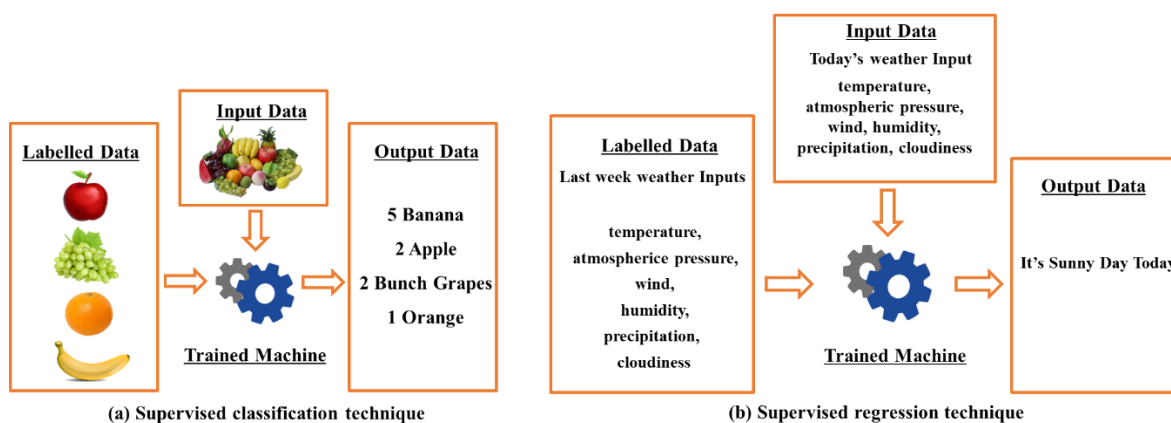 Labelled Data
Input Data
Output Data
5 Banana
2 Apple
2 Bunch Grapes
1 Orange
Trained Machine
(a) Supervised classification technique
Labelled Data
Last week weather Inputs
temperature,
atmospherice pressure,
wind,
humidity,
precipitation,
cloudiness
Input Data
Today's weather Input
temperature,
atmospheric pressure,
wind, humidity,
precipitation, cloudiness
Trained Machine
Output Data
It's Sunny Day Today
(b) Supervised regression technique